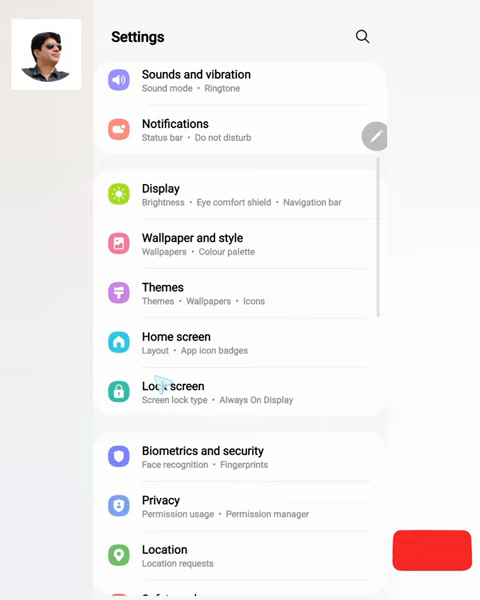 Settings
Sounds and vibration
Sound mode • Ringtone
Notifications
Status bar • Do not disturb
Display
Brightness • Eye comfort shield • Navigation bar
Wallpaper and style
Wallpapers • Colour palette
Themes
Themes • Wallpapers • Icons
Home screen
Layout • App icon badges
Lock screen
Screen lock type • Always On Display
Biometrics and security
Face recognition • Fingerprints
Privacy
Permission usage • Permission manager
Location
Location requests